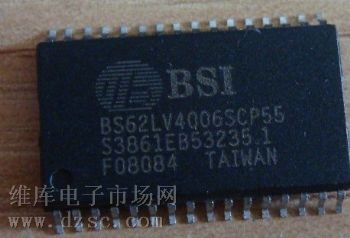 BSI
BS62LV4006SCP55
S3861EB53235.1
F08084 TAIWAN
维库电子市场网
www.dzsc.com